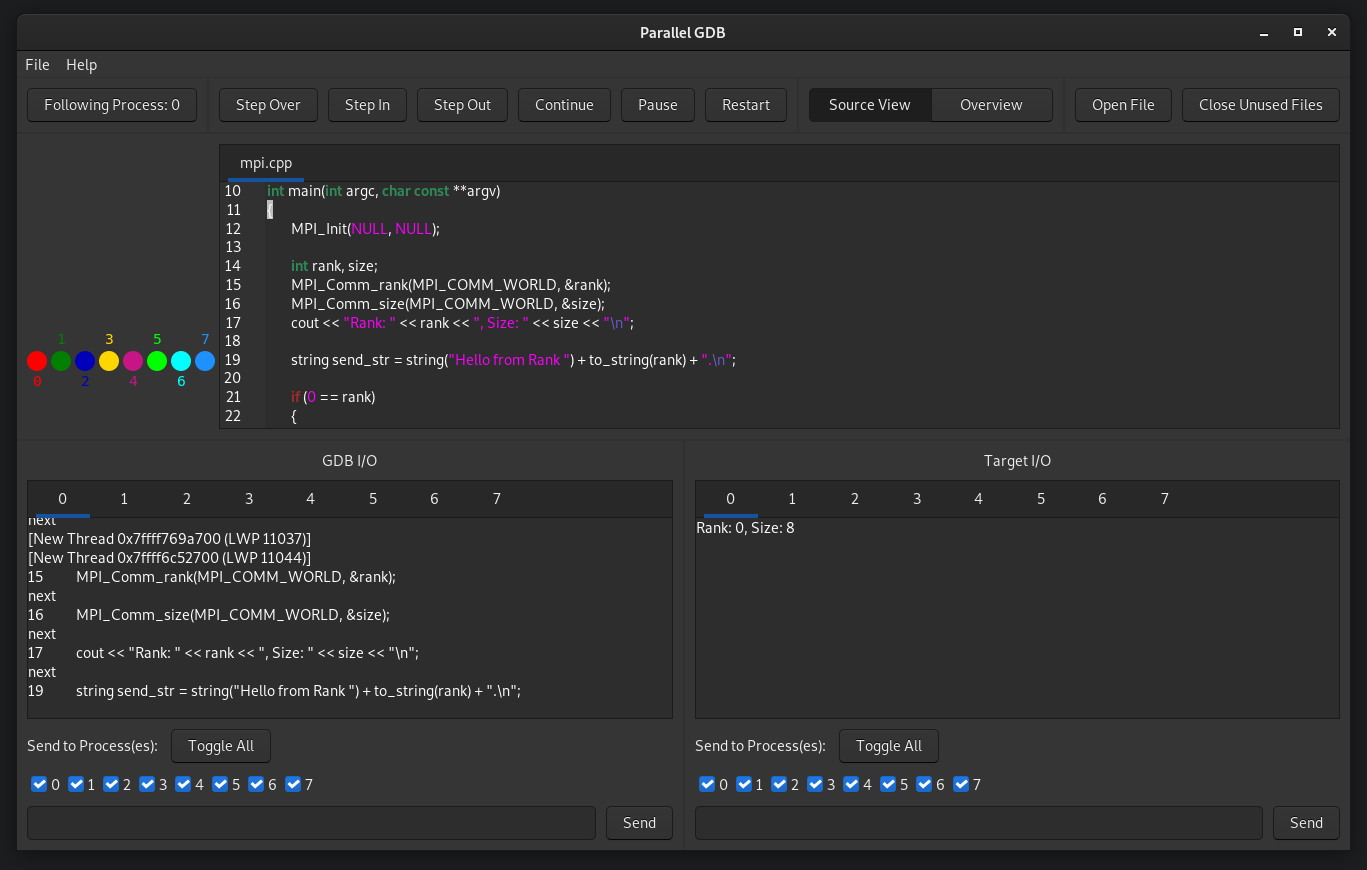 Parallel GDB
File Help
Following Process: 0 Step Over Step In Step Out Continue Pause Restart Source View Overview Open File Close Unused Files
mpi.cpp
10 int main(int argc, char const **argv)
11 {
12 MPI_Init(NULL, NULL);
13
14 int rank, size;
15 MPI_Comm_rank(MPI_COMM_WORLD, &rank);
16 MPI_Comm_size(MPI_COMM_WORLD, &size);
17 cout << "Rank: " << rank << ", Size: " << size << "\n";
18
19 string send_str = string("Hello from Rank ") + to_string(rank) + ".\n";
20
21 if (0 == rank)
22 {
1 3 5 7
0 2 4 6
GDB I/O
0 1 2 3 4 5 6 7
next
[New Thread 0x7ffff769a700 (LWP 11037)]
[New Thread 0x7ffff6c52700 (LWP 11044)]
15 MPI_Comm_rank(MPI_COMM_WORLD, &rank);
next
16 MPI_Comm_size(MPI_COMM_WORLD, &size);
next
17 cout << "Rank: " << rank << ", Size: " << size << "\n";
next
19 string send_str = string("Hello from Rank ") + to_string(rank) + ".\n";
Send to Process(es): Toggle All
0 1 2 3 4 5 6 7
Send
Target I/O
0 1 2 3 4 5 6 7
Rank: 0, Size: 8
Send to Process(es): Toggle All
0 1 2 3 4 5 6 7
Send